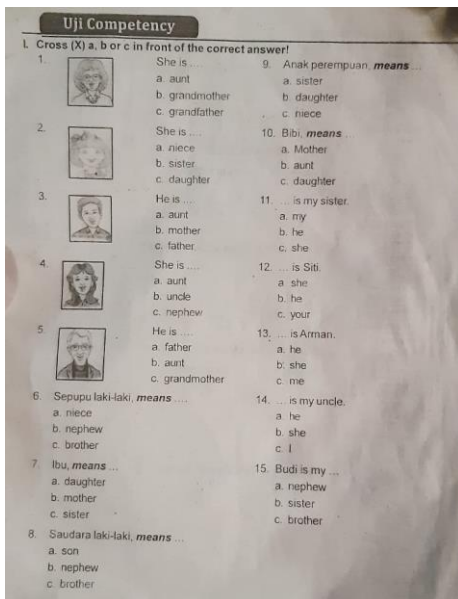 Uji Competency
I. Cross (X) a, b or c in front of the correct answer!
1. She is ....
a. aunt
b. grandmother
c. grandfather
2. She is ....
a. niece
b. sister
c. daughter
3. He is ....
a. aunt
b. mother
c. father
4. She is ....
a. aunt
b. uncle
c. nephew
5. He is ....
a. father
b. aunt
c. grandmother
6. Sepupu laki-laki, means ....
a. niece
b. nephew
c. brother
7. Ibu, means ...
a. daughter
b. mother
c. sister
8. Saudara laki-laki, means ...
a. son
b. nephew
c. brother
9. Anak perempuan, means ...
a. sister
b. daughter
c. niece
10. Bibi, means ...
a. Mother
b. aunt
c. daughter
11. ... is my sister.
a. my
b. he
c. she
12. ... is Siti.
a. she
b. he
c. your
13. ... is Arman.
a. he
b. she
c. me
14. ... is my uncle.
a. he
b. she
c. I
15. Budi is my ...
a. nephew
b. sister
c. brother